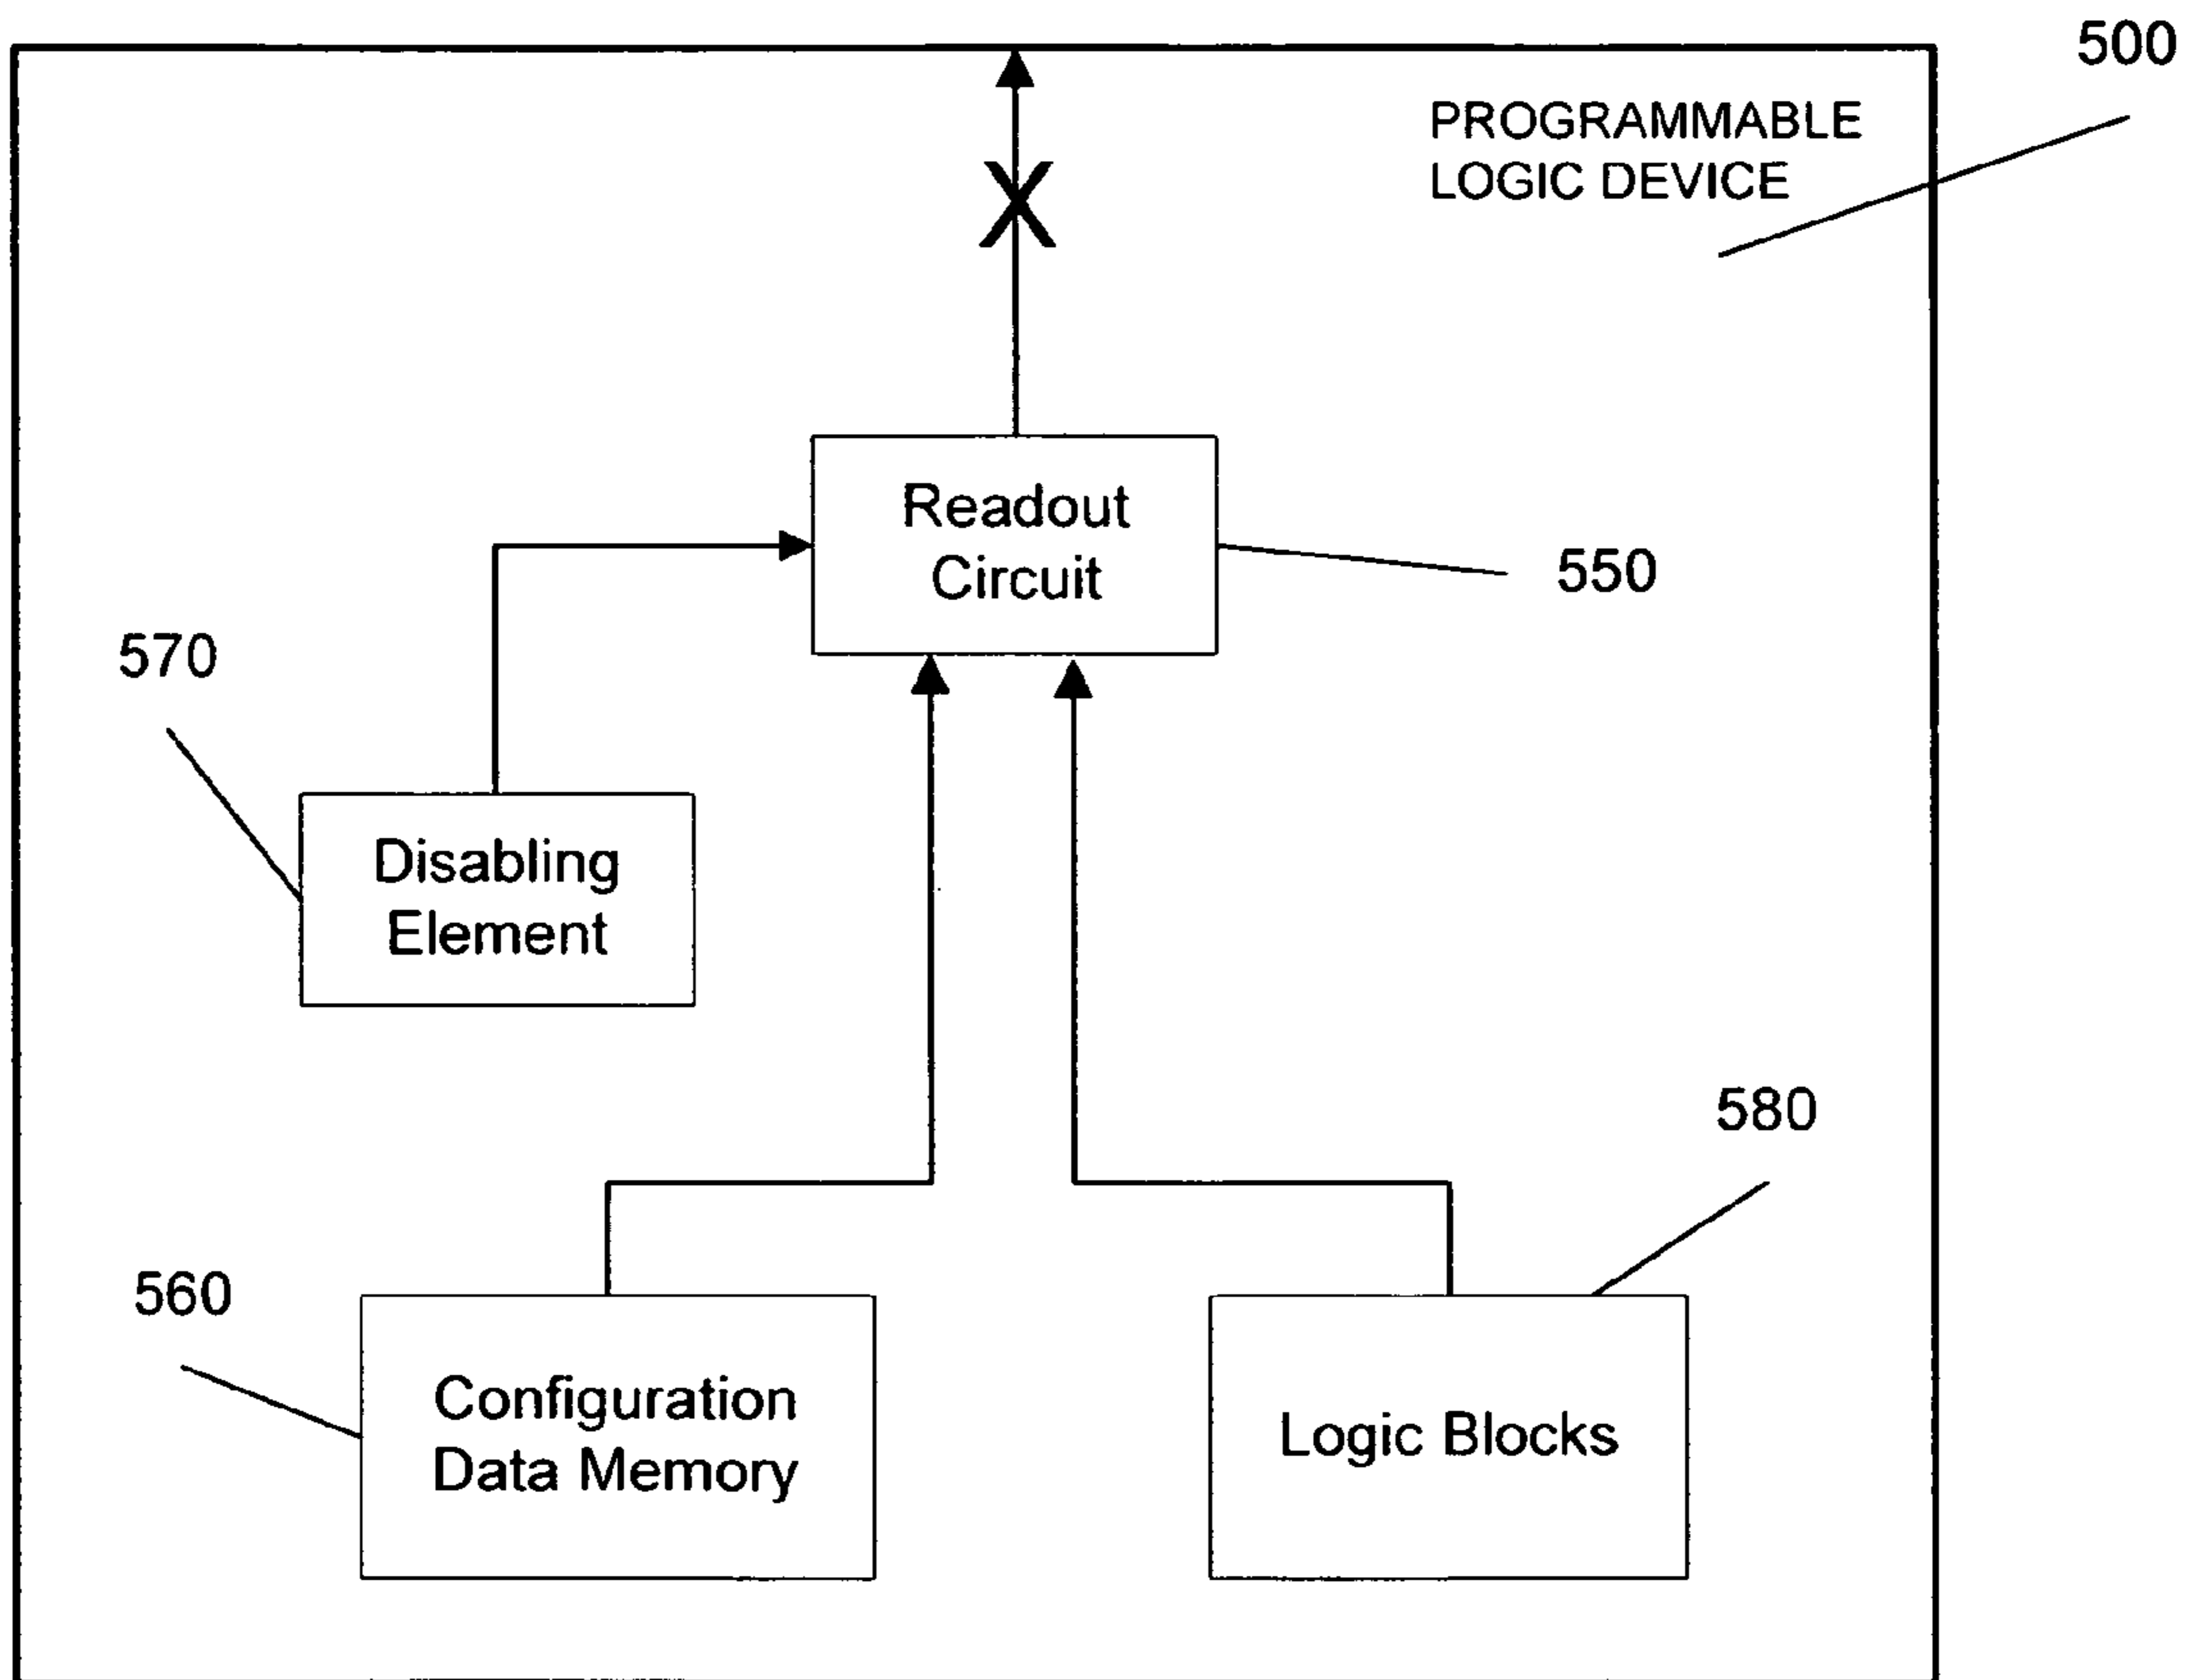 500
PROGRAMMABLE
LOGIC DEVICE
X
Readout
Circuit
550
570
Disabling
Element
580
560
Configuration
Data Memory
Logic Blocks